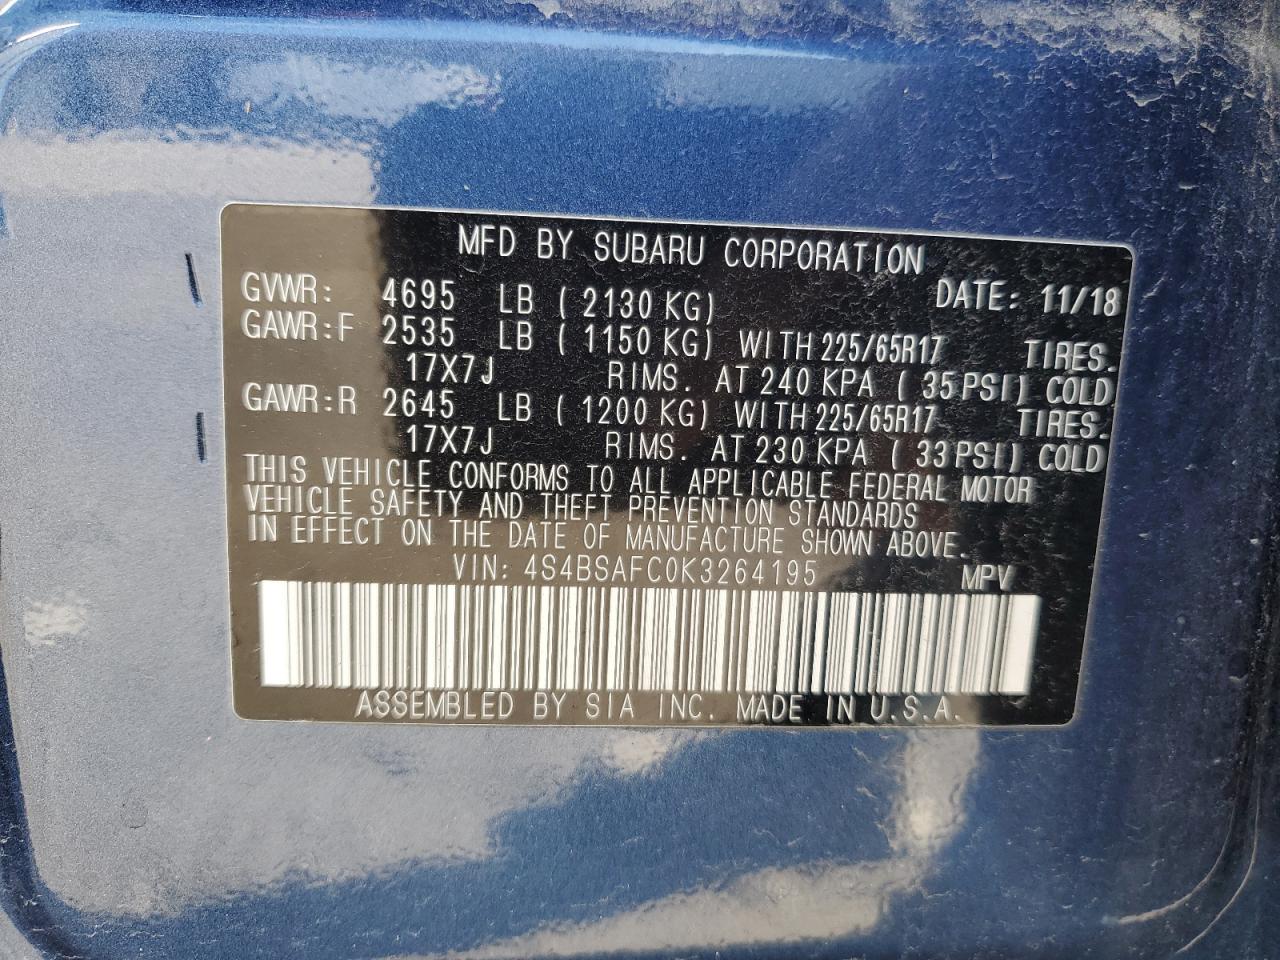 MFD BY SUBARU CORPORATION
GVWR: 4695 LB ( 2130 KG) DATE: 11/18
GAWR:F 2535 LB ( 1150 KG) WITH 225/65R17 TIRES.
17X7J RIMS. AT 240 KPA ( 35 PSI) COLD
GAWR:R 2645 LB ( 1200 KG) WITH 225/65R17 TIRES.
17X7J RIMS. AT 230 KPA ( 33 PSI) COLD
THIS VEHICLE CONFORMS TO ALL APPLICABLE FEDERAL MOTOR
VEHICLE SAFETY AND THEFT PREVENTION STANDARDS
IN EFFECT ON THE DATE OF MANUFACTURE SHOWN ABOVE.
VIN: 4S4BSAFC0K3264195 MPV
ASSEMBLED BY SIA INC. MADE IN U.S.A.